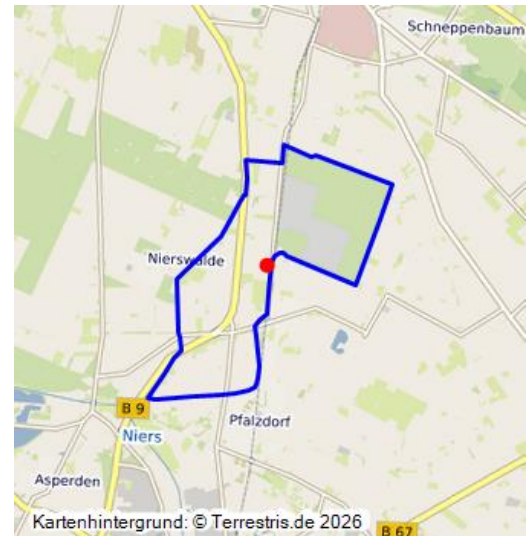 Schneppenbaum
Nierswalde
B 9
Niers
Pfalzdorf
Asperden
B 67
Kartenhintergrund: © Terrestris.de 2026